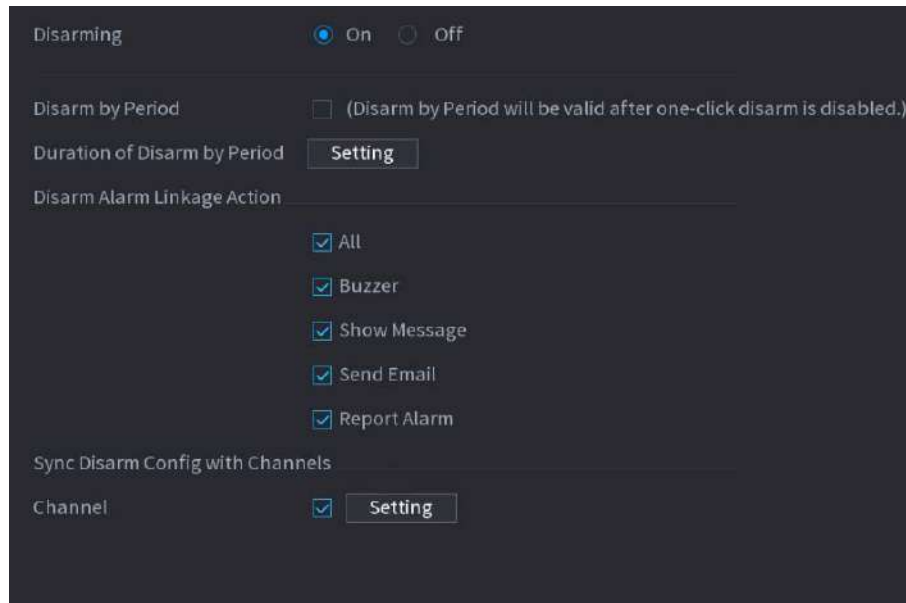 Disarming On Off
Disarm by Period (Disarm by Period will be valid after one-click disarm is disabled.)
Duration of Disarm by Period Setting
Disarm Alarm Linkage Action
All
Buzzer
Show Message
Send Email
Report Alarm
Sync Disarm Config with Channels
Channel Setting